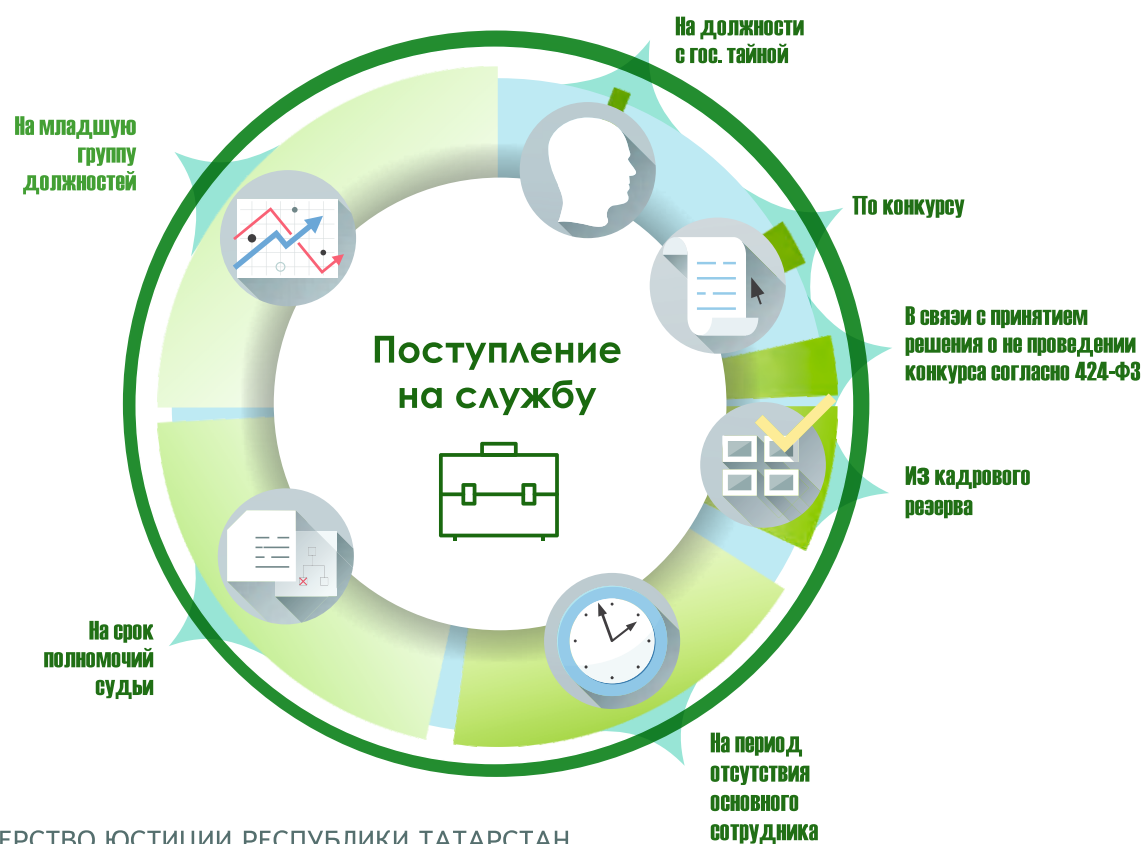 На должности
с гос. тайной
По конкурсу
В связи с принятием
решения о не проведении
конкурса согласно 424-ФЗ
Из кадрового
резерва
На период
отсутствия
основного
сотрудника
На срок
полномочий
судьи
На младшую
группу
должностей
Поступление
на службу
ЕРСТВО ЮСТИЦИИ РЕСПУБЛИКИ ТАТАРСТАН